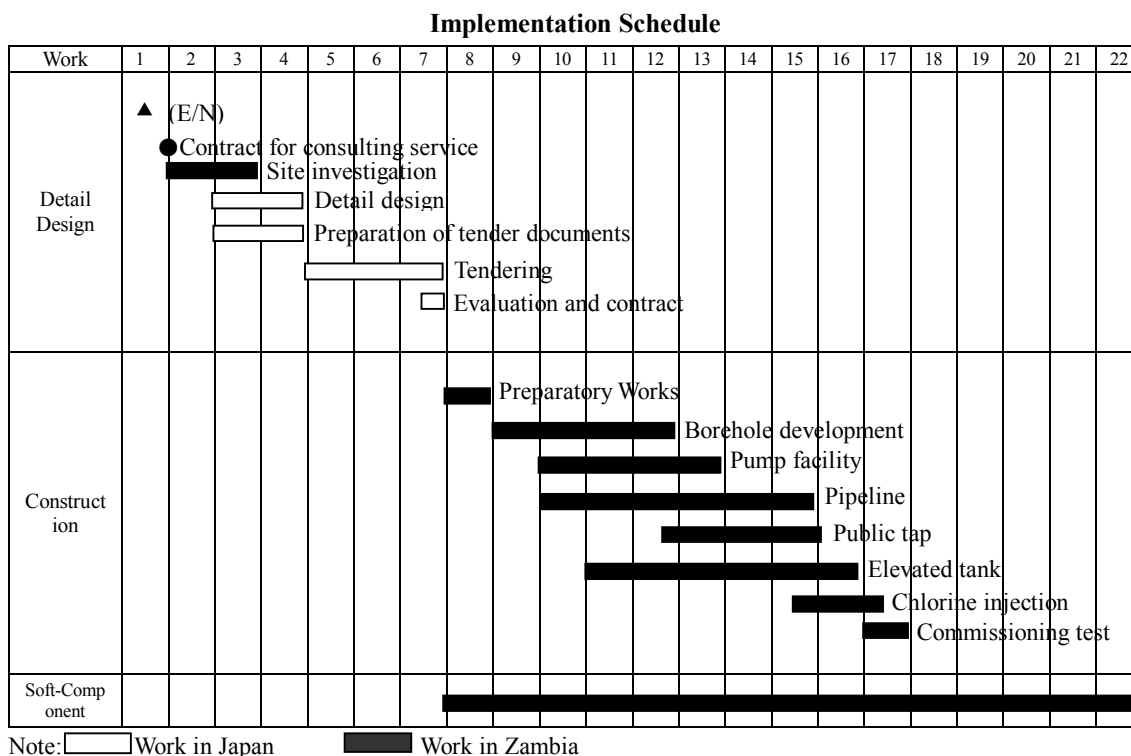 Implementation Schedule
Work 1 2 3 4 5 6 7 8 9 10 11 12 13 14 15 16 17 18 19 20 21 22
Detail
Design
(E/N)
Contract for consulting service
Site investigation
Detail design
Preparation of tender documents
Tendering
Evaluation and contract
Construct
ion
Preparatory Works
Borehole development
Pump facility
Pipeline
Public tap
Elevated tank
Chlorine injection
Commissioning test
Soft-Comp
onent
Note: Work in Japan Work in Zambia